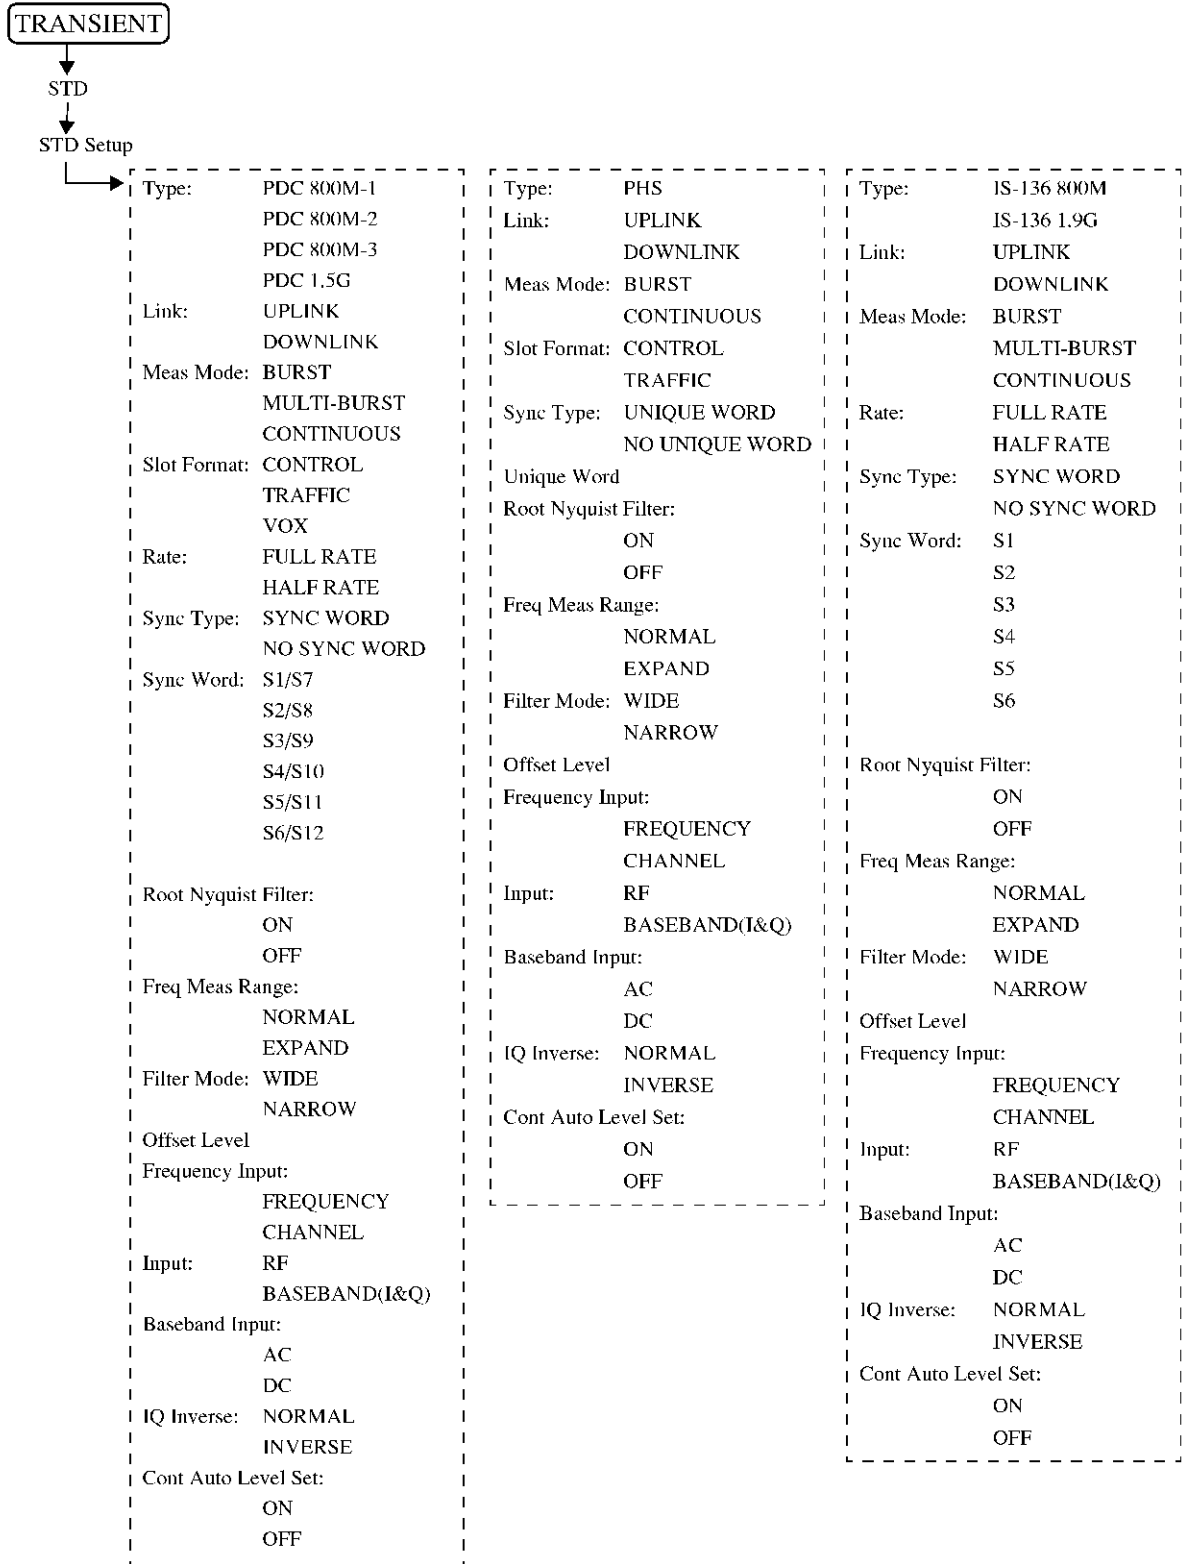 TRANSIENT
STD
STD Setup
Type: PDC 800M-1
PDC 800M-2
PDC 800M-3
PDC 1.5G
Link: UPLINK
DOWNLINK
Meas Mode: BURST
MULTI-BURST
CONTINUOUS
Slot Format: CONTROL
TRAFFIC
VOX
Rate: FULL RATE
HALF RATE
Sync Type: SYNC WORD
NO SYNC WORD
Sync Word: S1/S7
S2/S8
S3/S9
S4/S10
S5/S11
S6/S12
Root Nyquist Filter:
ON
OFF
Freq Meas Range:
NORMAL
EXPAND
Filter Mode: WIDE
NARROW
Offset Level
Frequency Input:
FREQUENCY
CHANNEL
Input: RF
BASEBAND(I&Q)
Baseband Input:
AC
DC
IQ Inverse: NORMAL
INVERSE
Cont Auto Level Set:
ON
OFF
Type: PHS
Link: UPLINK
DOWNLINK
Meas Mode: BURST
CONTINUOUS
Slot Format: CONTROL
TRAFFIC
Sync Type: UNIQUE WORD
NO UNIQUE WORD
Unique Word
Root Nyquist Filter:
ON
OFF
Freq Meas Range:
NORMAL
EXPAND
Filter Mode: WIDE
NARROW
Offset Level
Frequency Input:
FREQUENCY
CHANNEL
Input: RF
BASEBAND(I&Q)
Baseband Input:
AC
DC
IQ Inverse: NORMAL
INVERSE
Cont Auto Level Set:
ON
OFF
Type: IS-136 800M
IS-136 1.9G
Link: UPLINK
DOWNLINK
Meas Mode: BURST
MULTI-BURST
CONTINUOUS
Rate: FULL RATE
HALF RATE
Sync Type: SYNC WORD
NO SYNC WORD
Sync Word: S1
S2
S3
S4
S5
S6
Root Nyquist Filter:
ON
OFF
Freq Meas Range:
NORMAL
EXPAND
Filter Mode: WIDE
NARROW
Offset Level
Frequency Input:
FREQUENCY
CHANNEL
Input: RF
BASEBAND(I&Q)
Baseband Input:
AC
DC
IQ Inverse: NORMAL
INVERSE
Cont Auto Level Set:
ON
OFF